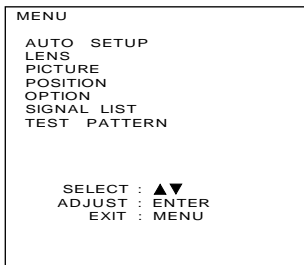 MENU
AUTO SETUP
LENS
PICTURE
POSITION
OPTION
SIGNAL LIST
TEST PATTERN
SELECT : ▲▼
ADJUST : ENTER
EXIT : MENU